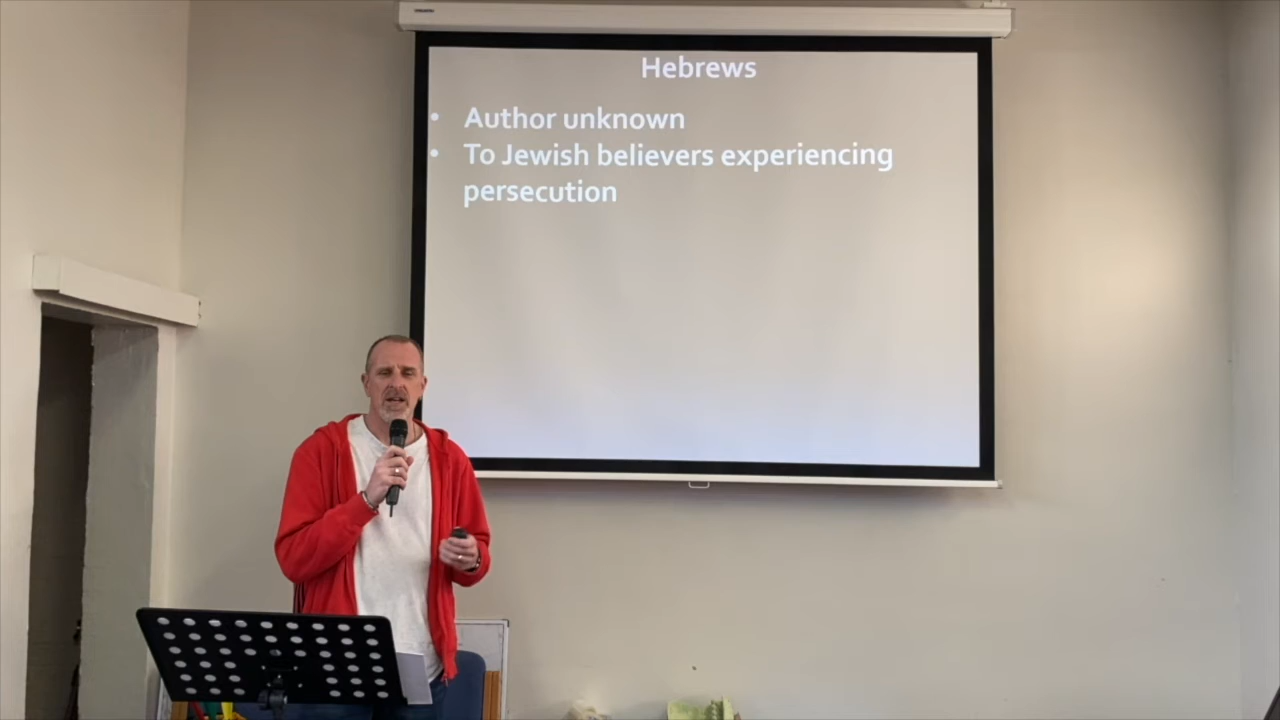 Hebrews
• Author unknown
• To Jewish believers experiencing
persecution